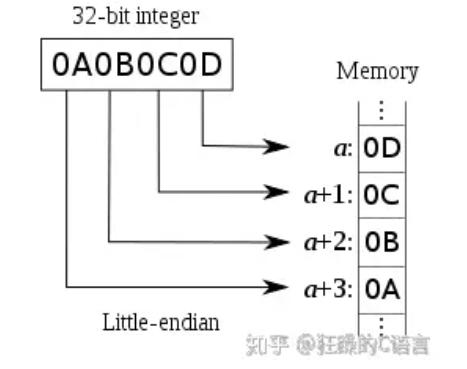 32-bit integer
0A0B0C0D
Memory
a: 0D
a+1: 0C
a+2: 0B
a+3: 0A
Little-endian
知乎 @狂躁的C语言